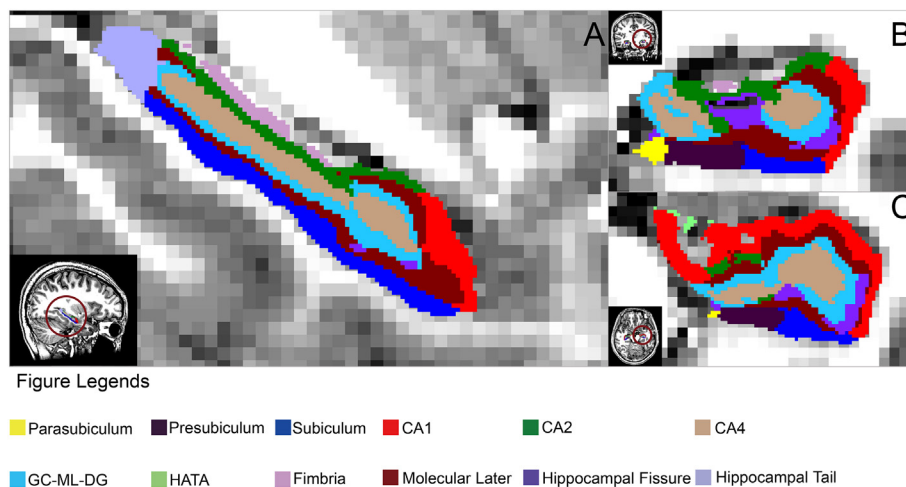 A
B
C
Figure Legends
Parasubiculum Presubiculum Subiculum CA1 CA2 CA4
GC-ML-DG HATA Fimbria Molecular Later Hippocampal Fissure Hippocampal Tail